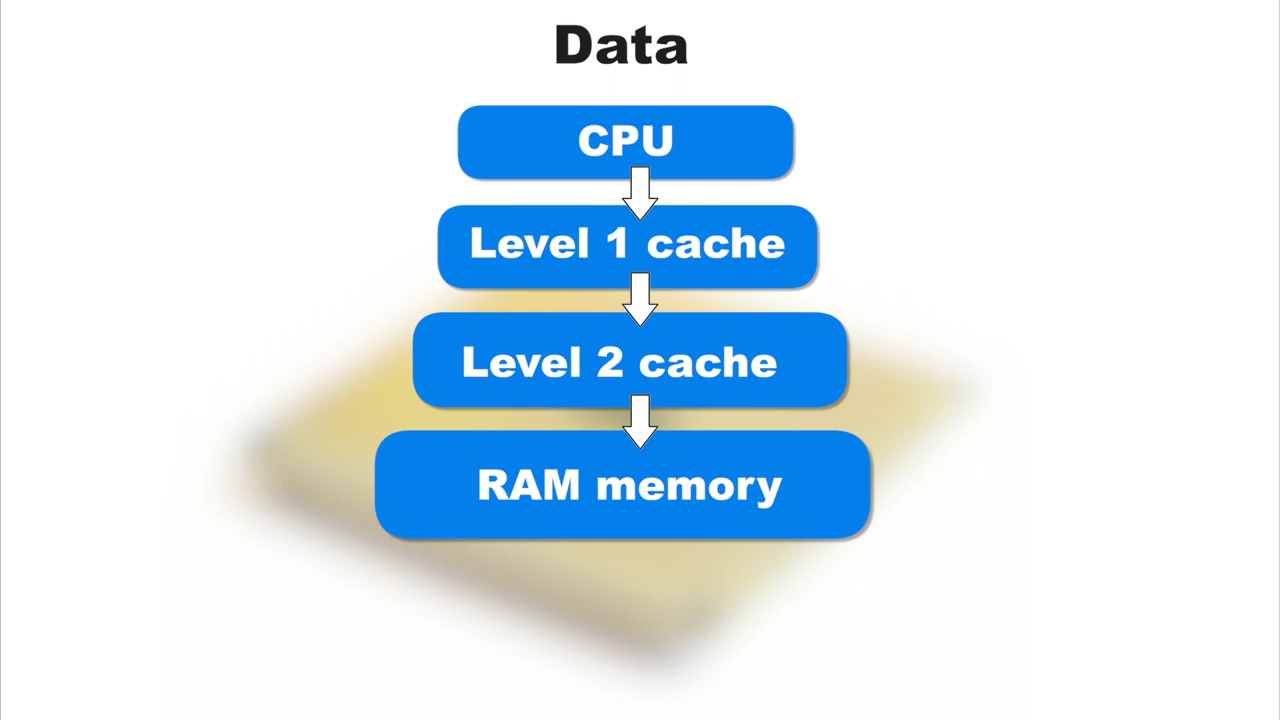 Data
CPU
Level 1 cache
Level 2 cache
RAM memory